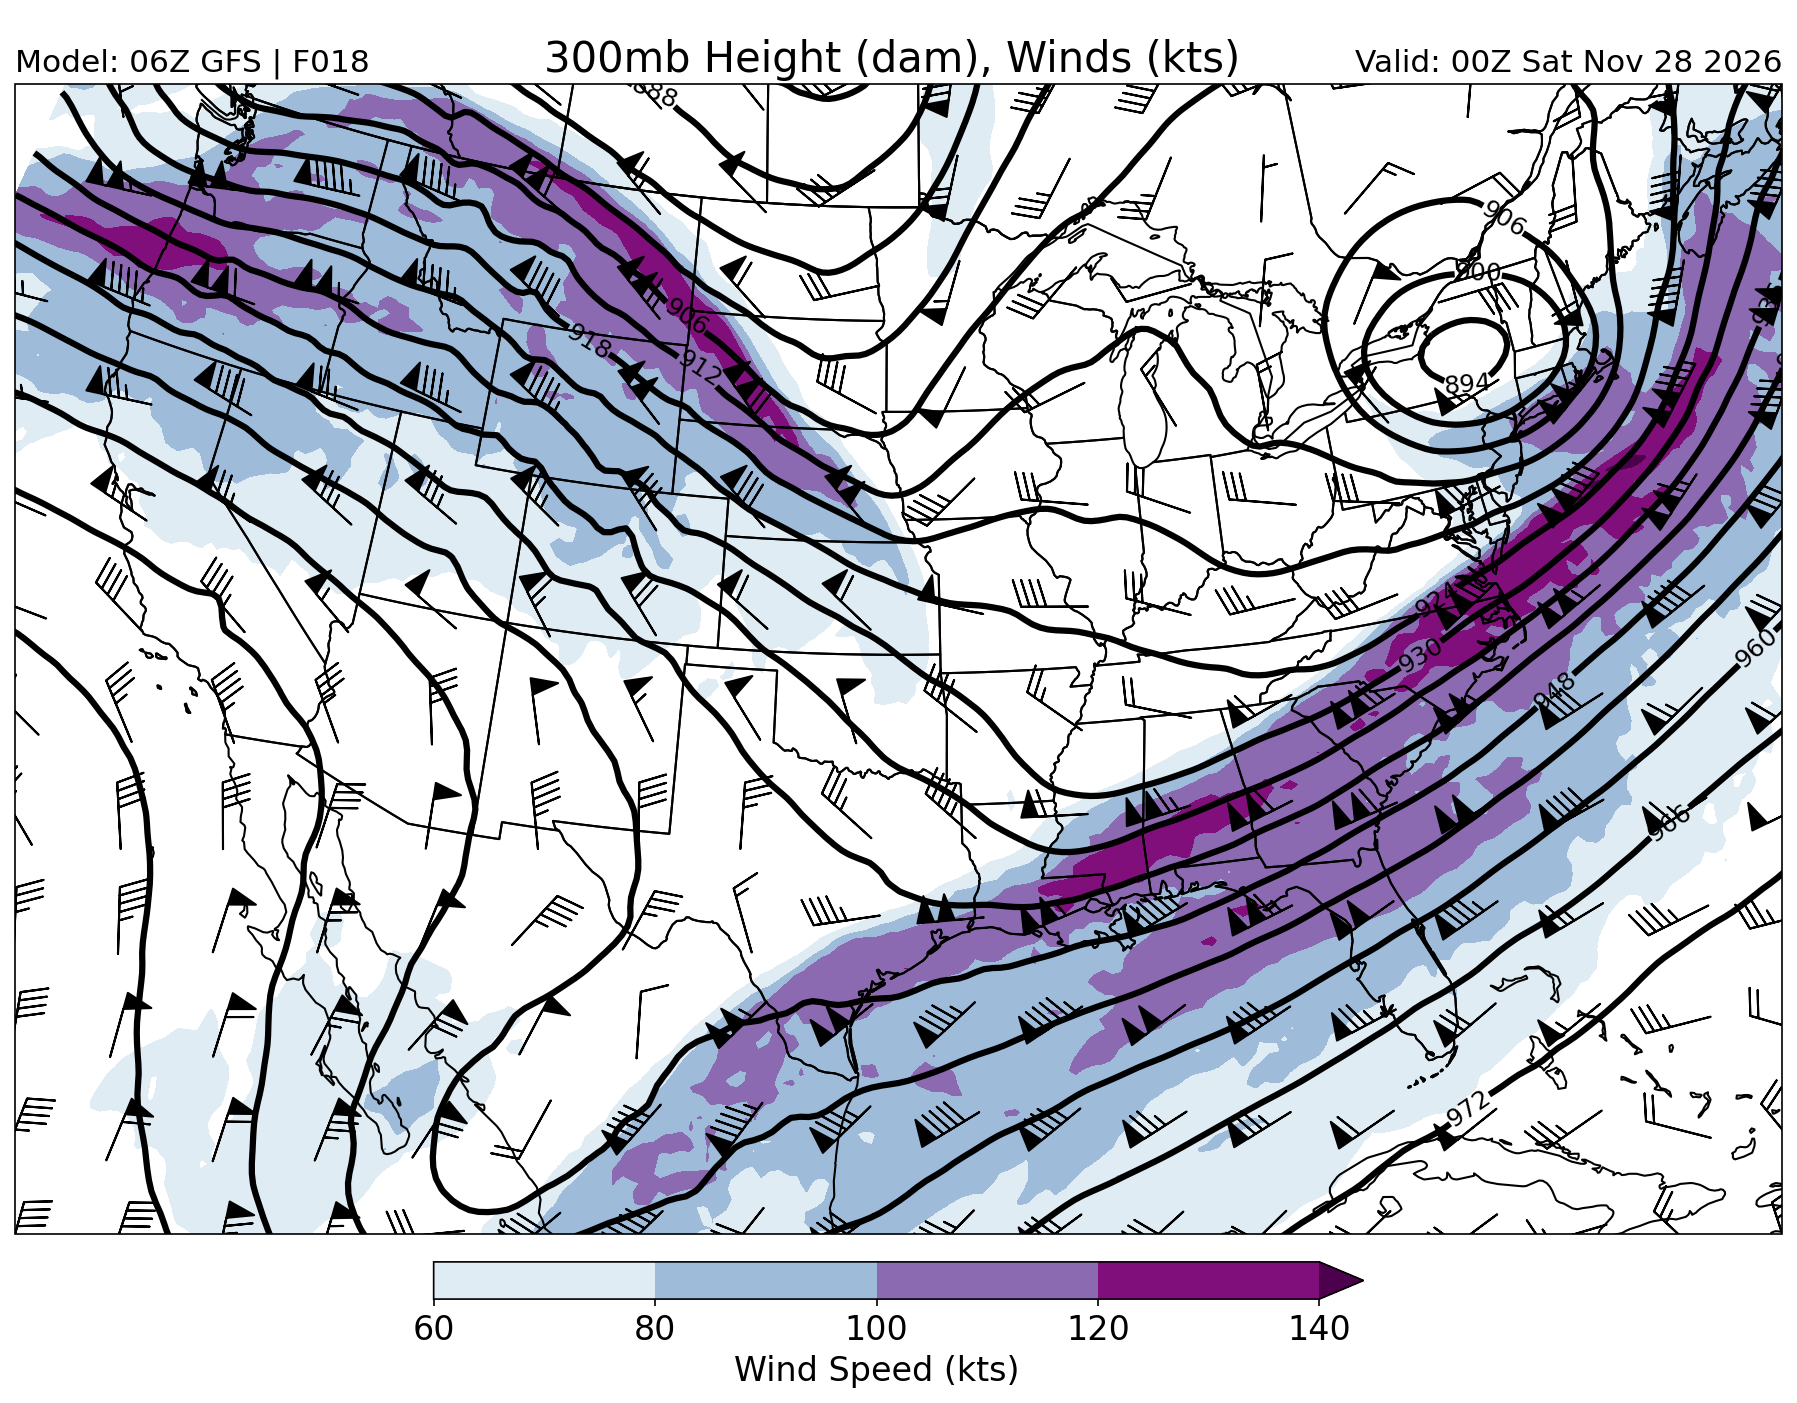 Model: 06Z GFS | F018
300mb Height (dam), Winds (kts)
Valid: 00Z Sat Nov 28 2026
888
906
900
894
906
918
912
924
930
948
960
966
972
60 80 100 120 140
Wind Speed (kts)